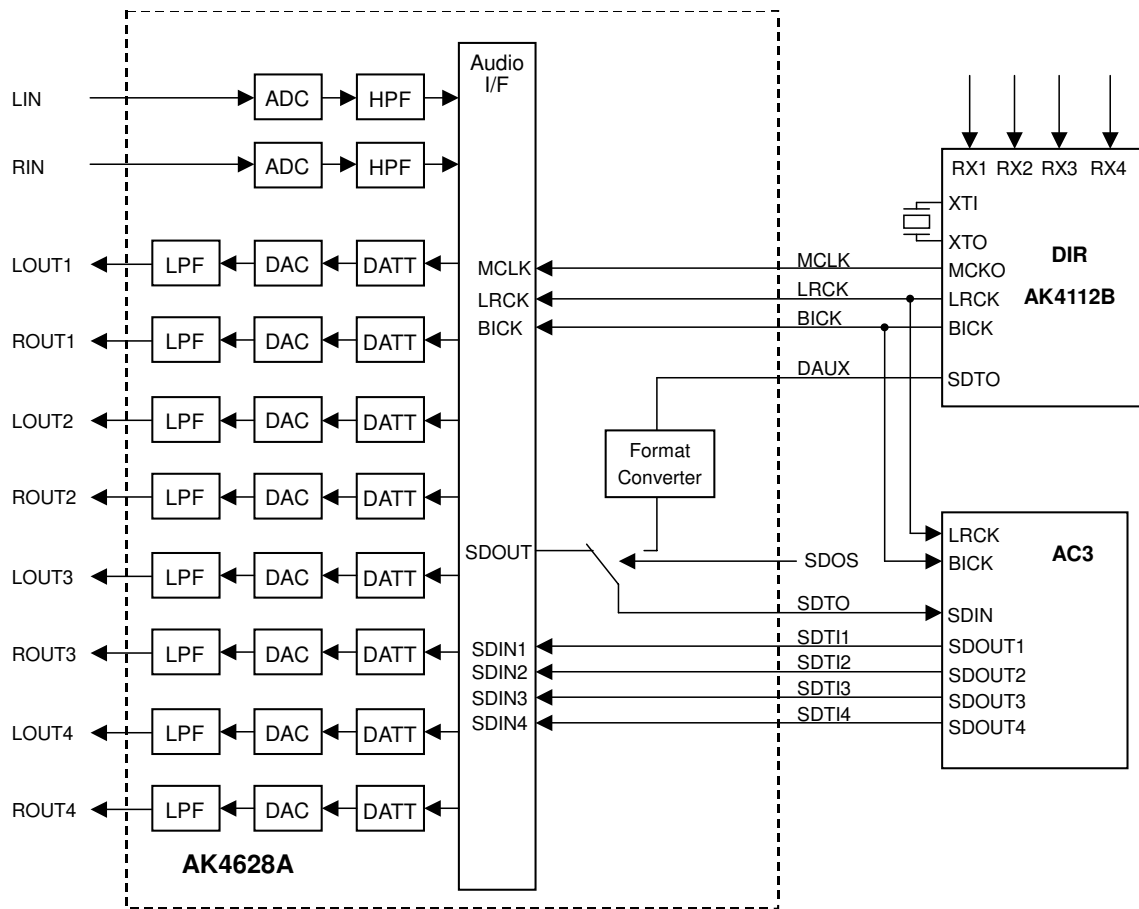 Audio
I/F
LIN
ADC
HPF
RIN
ADC
HPF
RX1 RX2 RX3 RX4
XTI
XTO
DIR
AK4112B
MCKO
LRCK
BICK
SDTO
MCLK
LRCK
BICK
DAUX
MCLK
LRCK
BICK
LOUT1
LPF
DAC
DATT
ROUT1
LPF
DAC
DATT
LOUT2
LPF
DAC
DATT
ROUT2
LPF
DAC
DATT
LOUT3
LPF
DAC
DATT
ROUT3
LPF
DAC
DATT
LOUT4
LPF
DAC
DATT
ROUT4
LPF
DAC
DATT
Format
Converter
SDOUT
SDOS
SDTO
SDIN1
SDIN2
SDIN3
SDIN4
SDTI1
SDTI2
SDTI3
SDTI4
LRCK
BICK
AC3
SDIN
SDOUT1
SDOUT2
SDOUT3
SDOUT4
AK4628A